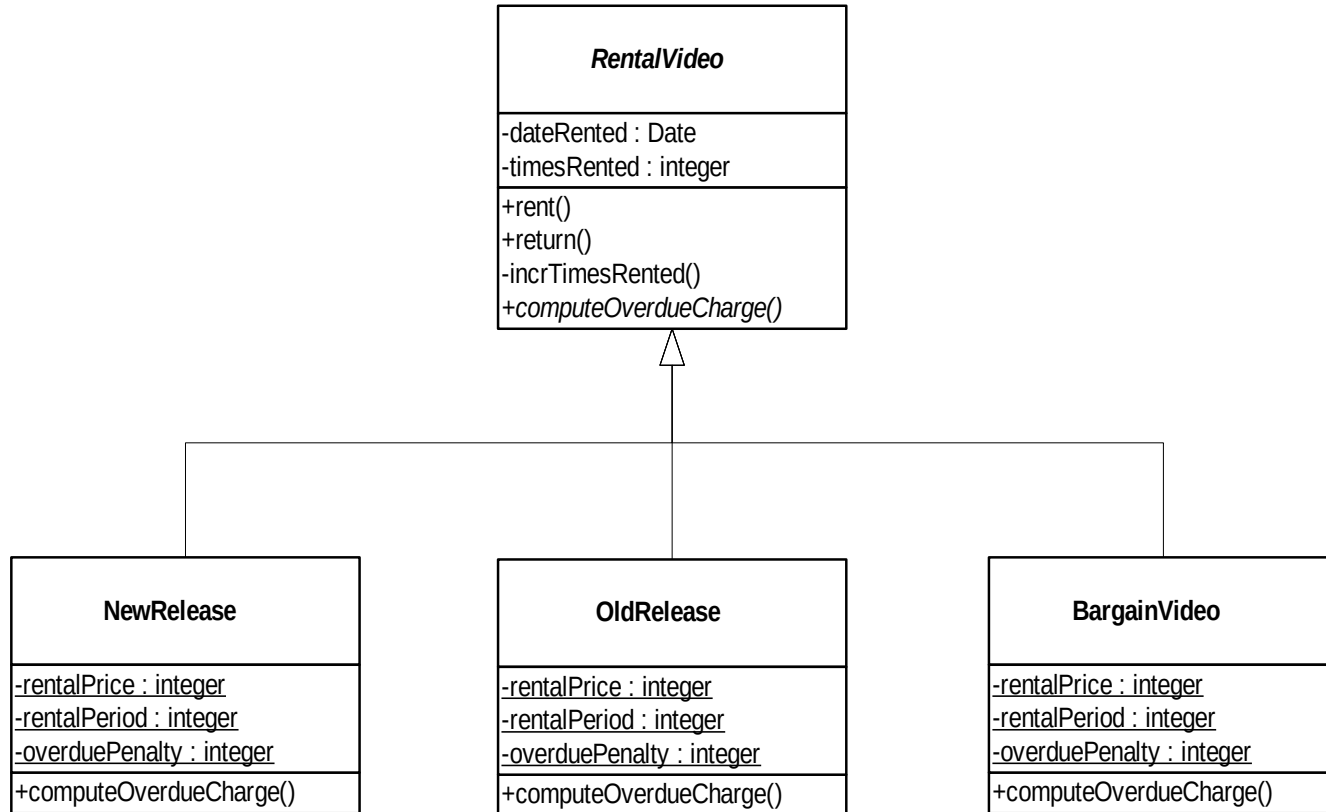 RentalVideo
-dateRented : Date
-timesRented : integer
+rent()
+return()
-incrTimesRented()
+computeOverdueCharge()
NewRelease
-rentalPrice : integer
-rentalPeriod : integer
-overduePenalty : integer
+computeOverdueCharge()
OldRelease
-rentalPrice : integer
-rentalPeriod : integer
-overduePenalty : integer
+computeOverdueCharge()
BargainVideo
-rentalPrice : integer
-rentalPeriod : integer
-overduePenalty : integer
+computeOverdueCharge()